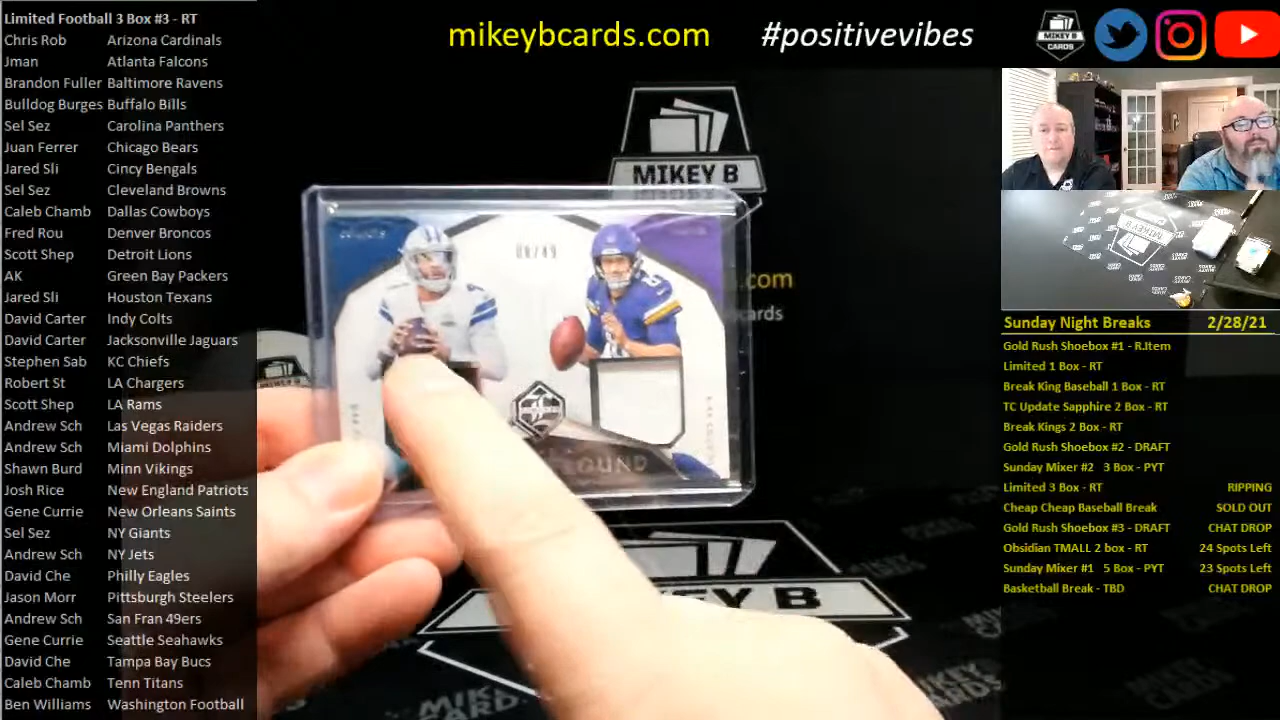 Limited Football 3 Box #3 - RT
Chris Rob Arizona Cardinals
Jman Atlanta Falcons
Brandon Fuller Baltimore Ravens
Bulldog Burges Buffalo Bills
Sel Sez Carolina Panthers
Juan Ferrer Chicago Bears
Jared Sli Cincy Bengals
Sel Sez Cleveland Browns
Caleb Chamb Dallas Cowboys
Fred Rou Denver Broncos
Scott Shep Detroit Lions
AK Green Bay Packers
Jared Sli Houston Texans
David Carter Indy Colts
David Carter Jacksonville Jaguars
Stephen Sab KC Chiefs
Robert St LA Chargers
Scott Shep LA Rams
Andrew Sch Las Vegas Raiders
Andrew Sch Miami Dolphins
Shawn Burd Minn Vikings
Josh Rice New England Patriots
Gene Currie New Orleans Saints
Sel Sez NY Giants
Andrew Sch NY Jets
David Che Philly Eagles
Jason Morr Pittsburgh Steelers
Andrew Sch San Fran 49ers
Gene Currie Seattle Seahawks
David Che Tampa Bay Bucs
Caleb Chamb Tenn Titans
Ben Williams Washington Football
mikeybcards.com #positivevibes
MIKEY B
CARDS
MIKEY B
.com
cards
MIKEY B
Sunday Night Breaks 2/28/21
Gold Rush Shoebox #1 - R.Item
Limited 1 Box - RT
Break King Baseball 1 Box - RT
TC Update Sapphire 2 Box - RT
Break Kings 2 Box - RT
Gold Rush Shoebox #2 - DRAFT
Sunday Mixer #2 3 Box - PYT
Limited 3 Box - RT RIPPING
Cheap Cheap Baseball Break SOLD OUT
Gold Rush Shoebox #3 - DRAFT CHAT DROP
Obsidian TMALL 2 box - RT 24 Spots Left
Sunday Mixer #1 5 Box - PYT 23 Spots Left
Basketball Break - TBD CHAT DROP